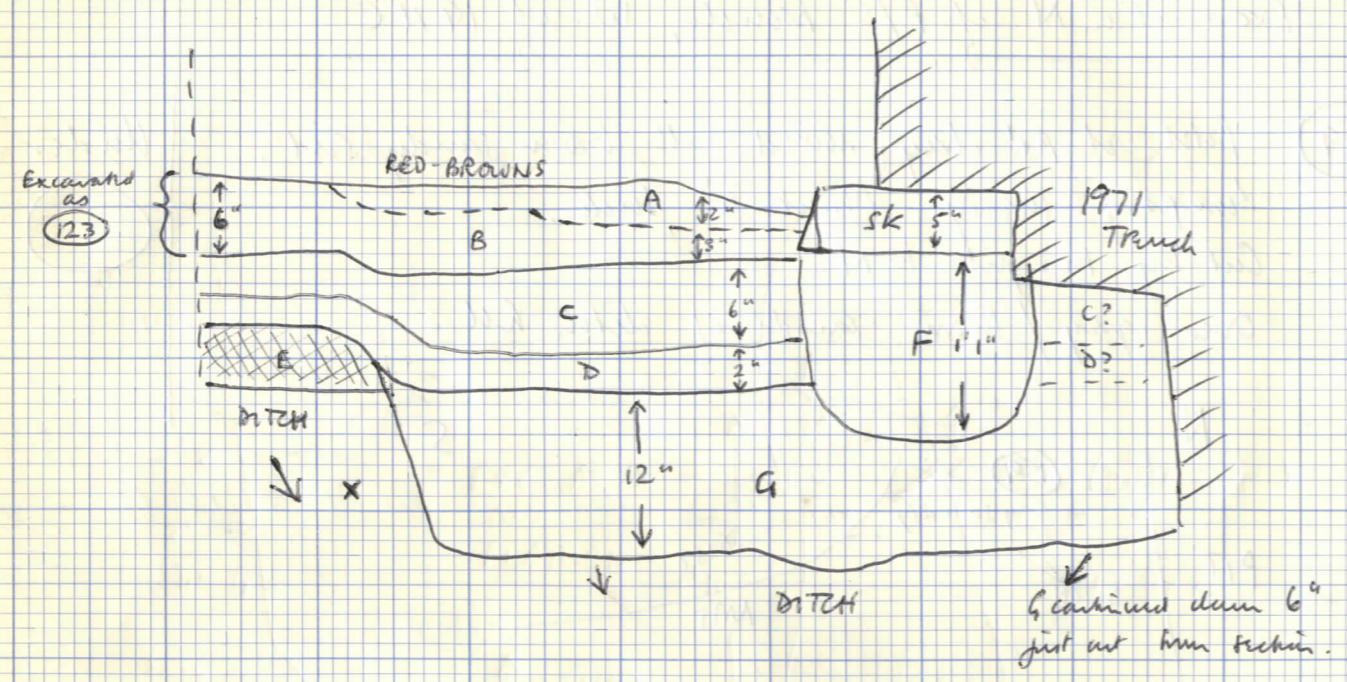 RED-BROWNS
Excavated
as
123
6"
A
2"
B
3"
SK
5"
1971
Trench
C
6"
F 1'1"
C?
D?
E
D
2"
DITCH
12"
G
X
DITCH
G continued down 6"
just out from section.